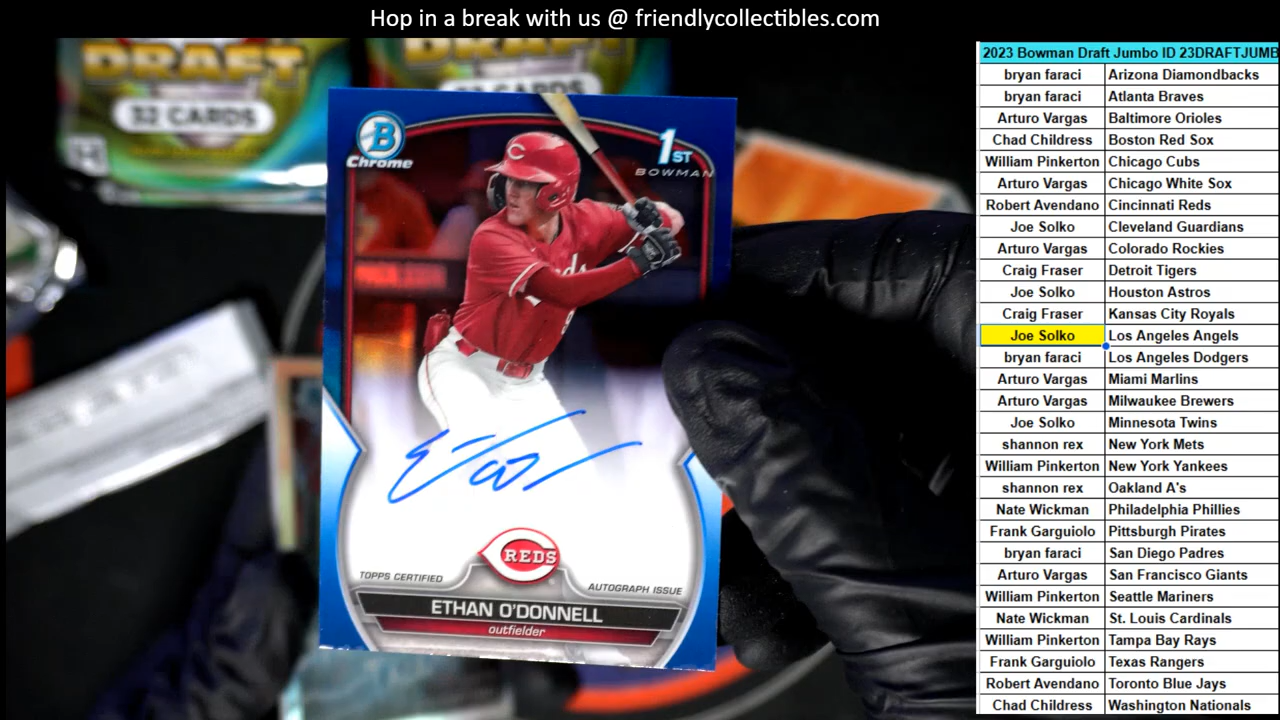 Hop in a break with us @ friendlycollectibles.com
DRAFT
32 CARDS
B
Chrome
1ST
BOWMAN
C
REDS
TOPPS CERTIFIED
AUTOGRAPH ISSUE
ETHAN O'DONNELL
outfielder
2023 Bowman Draft Jumbo ID 23DRAFTJUMB
bryan faraci Arizona Diamondbacks
bryan faraci Atlanta Braves
Arturo Vargas Baltimore Orioles
Chad Childress Boston Red Sox
William Pinkerton Chicago Cubs
Arturo Vargas Chicago White Sox
Robert Avendano Cincinnati Reds
Joe Solko Cleveland Guardians
Arturo Vargas Colorado Rockies
Craig Fraser Detroit Tigers
Joe Solko Houston Astros
Craig Fraser Kansas City Royals
Joe Solko Los Angeles Angels
bryan faraci Los Angeles Dodgers
Arturo Vargas Miami Marlins
Arturo Vargas Milwaukee Brewers
Joe Solko Minnesota Twins
shannon rex New York Mets
William Pinkerton New York Yankees
shannon rex Oakland A's
Nate Wickman Philadelphia Phillies
Frank Garguiolo Pittsburgh Pirates
bryan faraci San Diego Padres
Arturo Vargas San Francisco Giants
William Pinkerton Seattle Mariners
Nate Wickman St. Louis Cardinals
William Pinkerton Tampa Bay Rays
Frank Garguiolo Texas Rangers
Robert Avendano Toronto Blue Jays
Chad Childress Washington Nationals